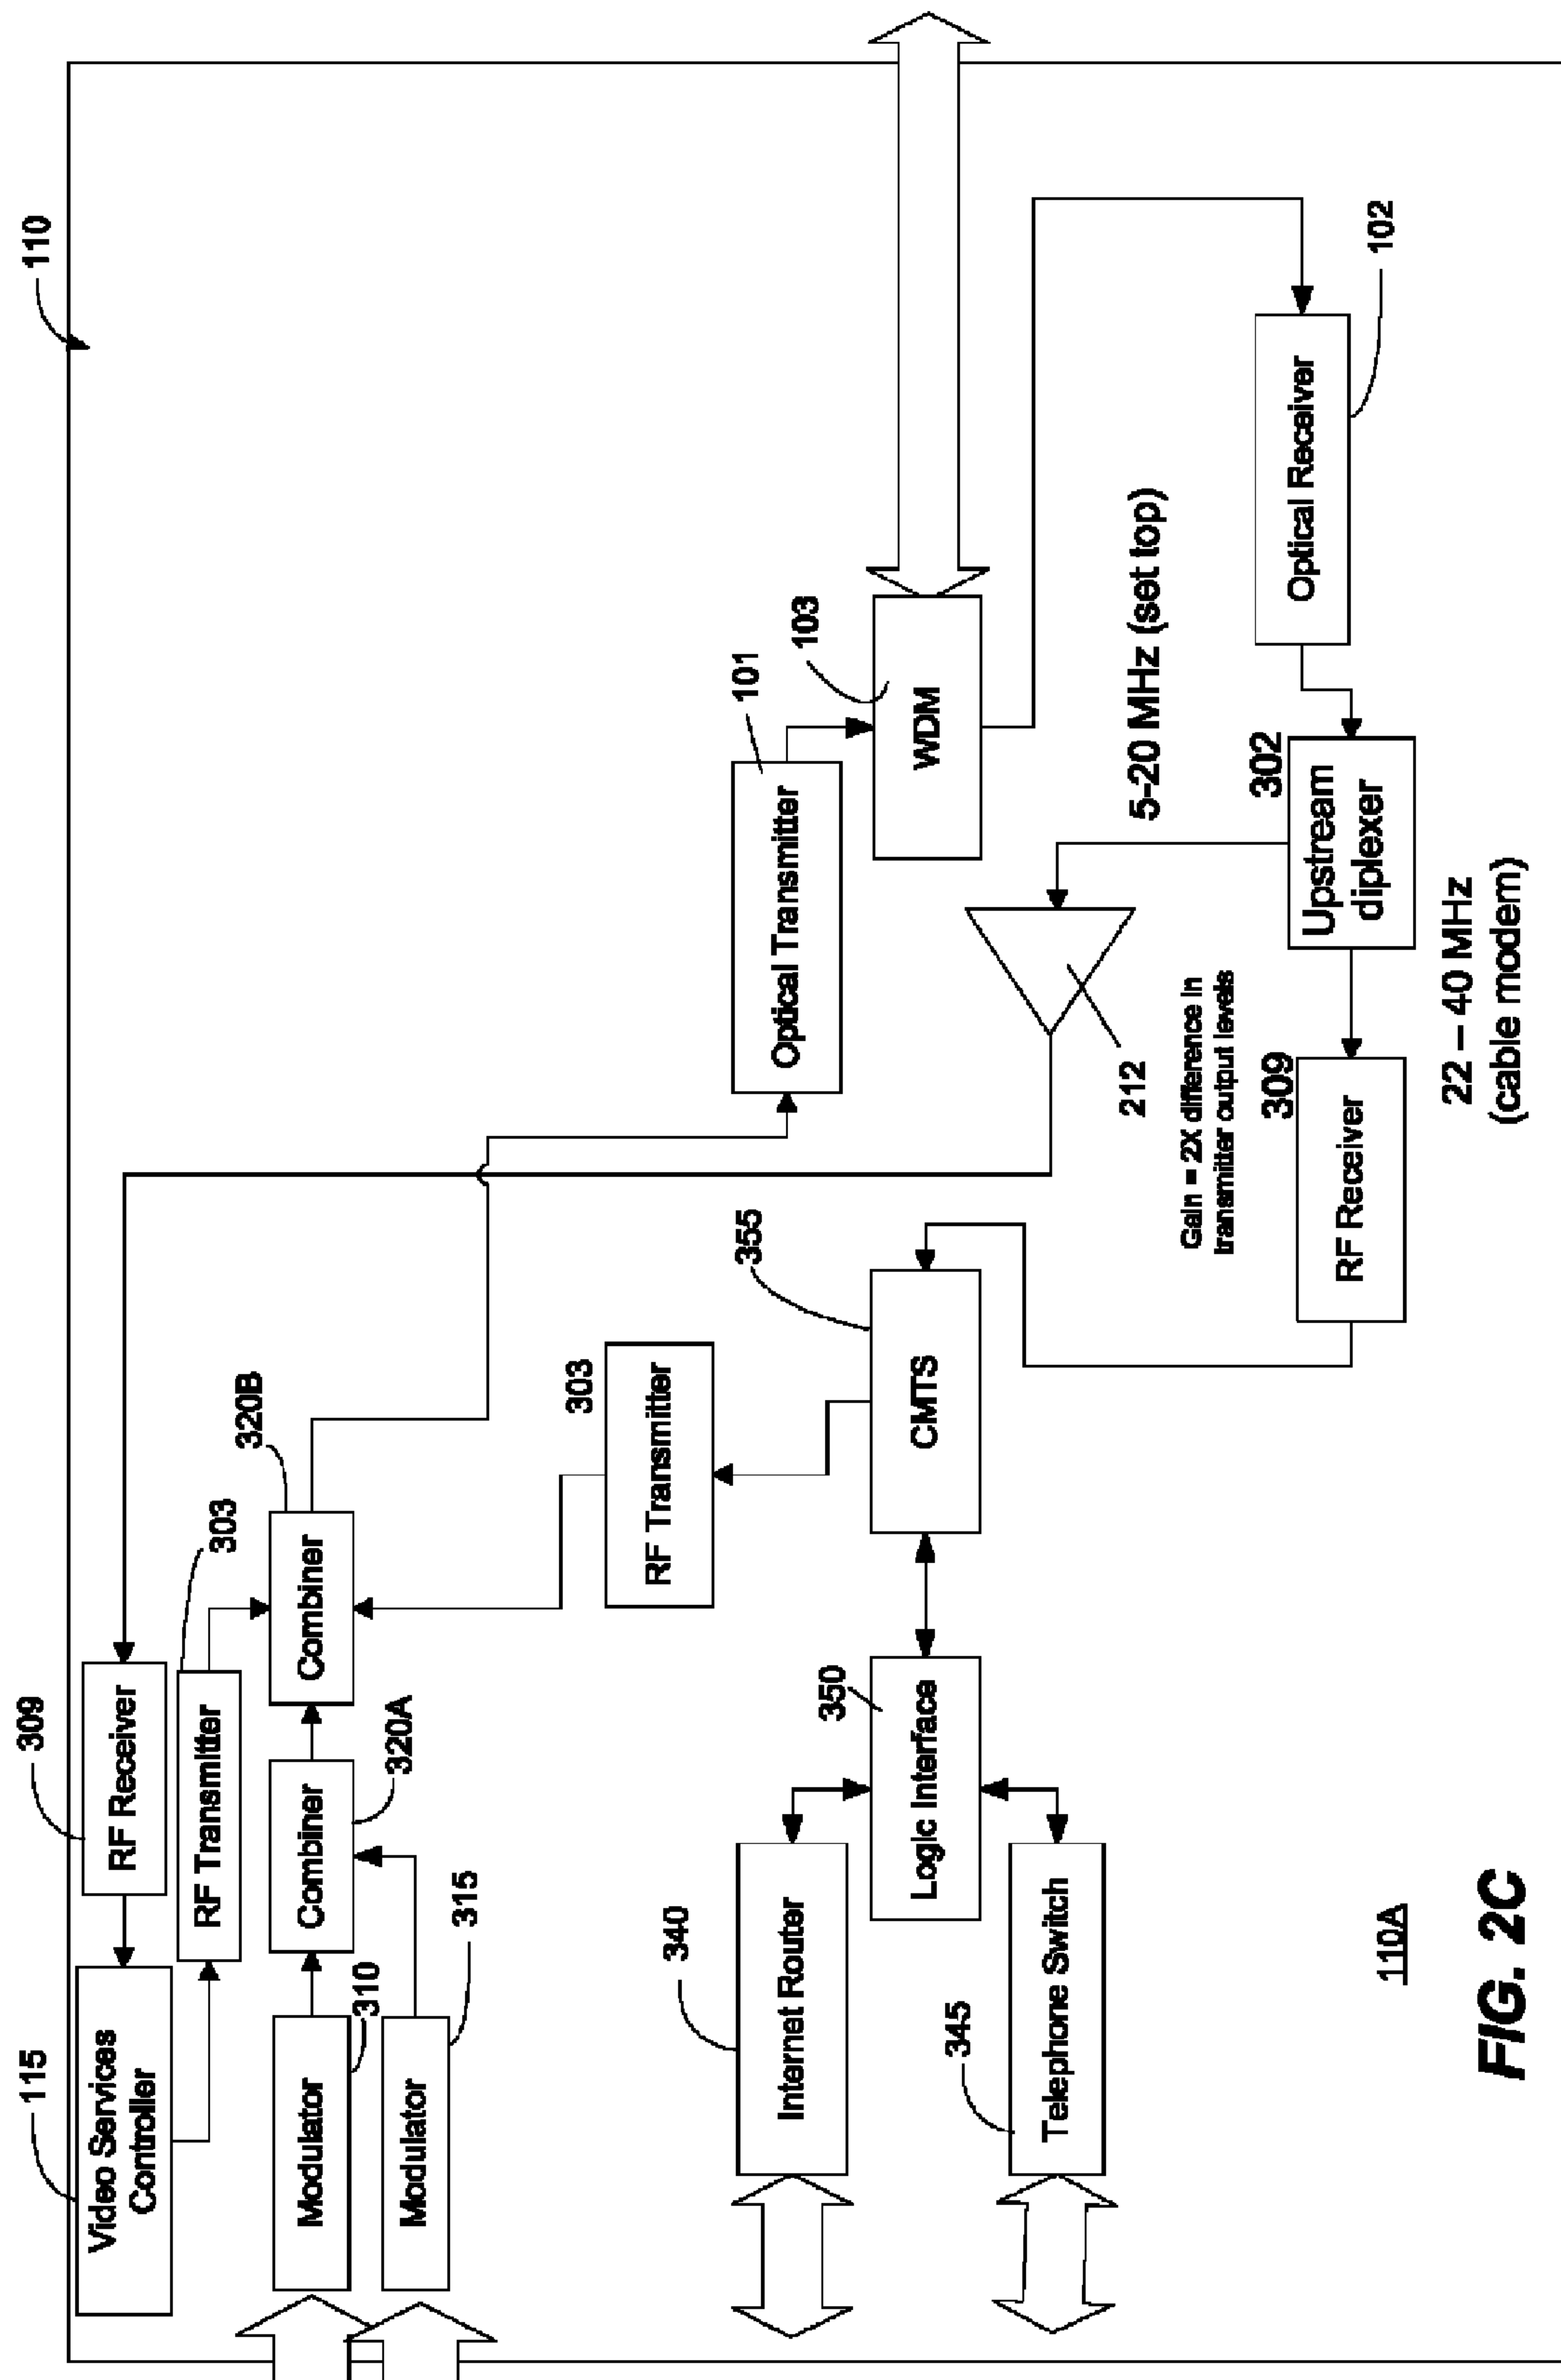 110
115
Video Services
Controller
309
RF Receiver
RF Transmitter
303
Modulator
310
Combiner
320A
Combiner
320B
Modulator
315
RF Transmitter
303
Optical Transmitter
101
WDM
103
340
Internet Router
350
Logic Interface
CMTS
355
345
Telephone Switch
212
Gain = 2X difference in
transmitter output levels
5-20 MHz (set top)
309
RF Receiver
302
Upstream
diplexer
Optical Receiver
102
22 – 40 MHz
(cable modem)
110A
FIG. 2C